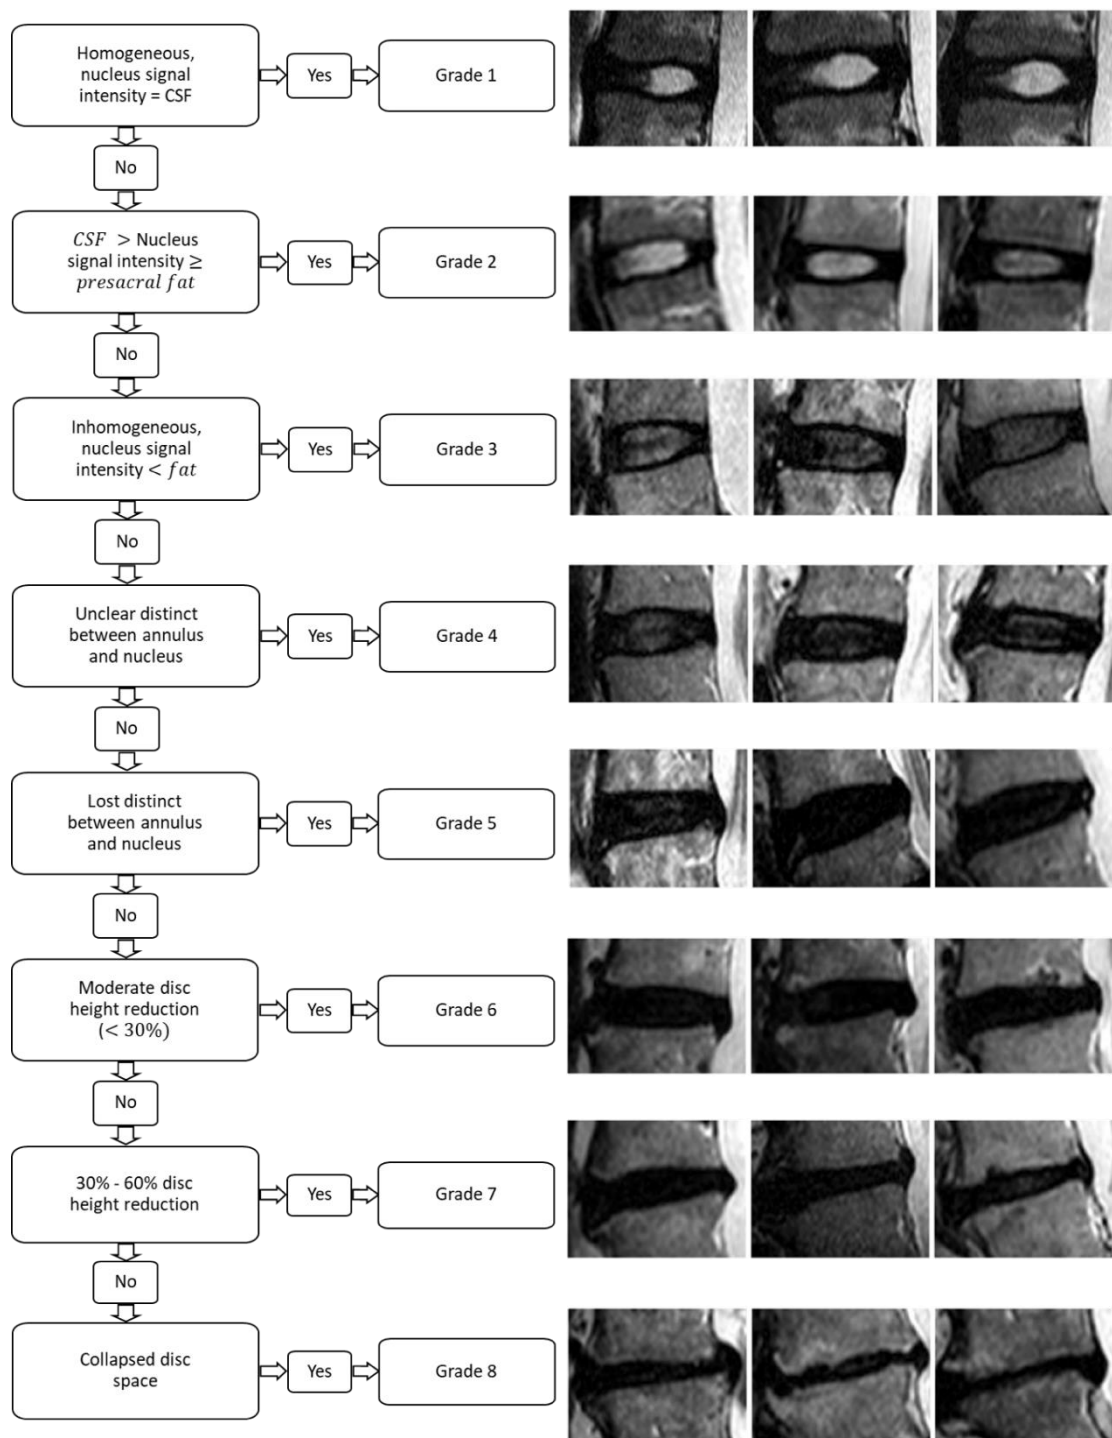 Homogeneous,
nucleus signal
intensity = CSF
Yes
Grade 1
No
CSF > Nucleus
signal intensity ≥
presacral fat
Yes
Grade 2
No
Inhomogeneous,
nucleus signal
intensity < fat
Yes
Grade 3
No
Unclear distinct
between annulus
and nucleus
Yes
Grade 4
No
Lost distinct
between annulus
and nucleus
Yes
Grade 5
No
Moderate disc
height reduction
(< 30%)
Yes
Grade 6
No
30% - 60% disc
height reduction
Yes
Grade 7
No
Collapsed disc
space
Yes
Grade 8